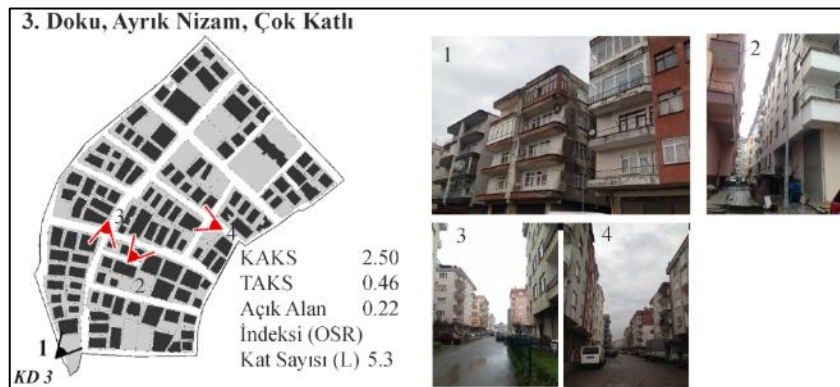 3. Doku, Ayrık Nizam, Çok Katlı
1
2
3
4
3
4
2
KAKS 2.50
TAKS 0.46
Açık Alan 0.22
İndeksi (OSR)
Kat Sayısı (L) 5.3
1
KD 3